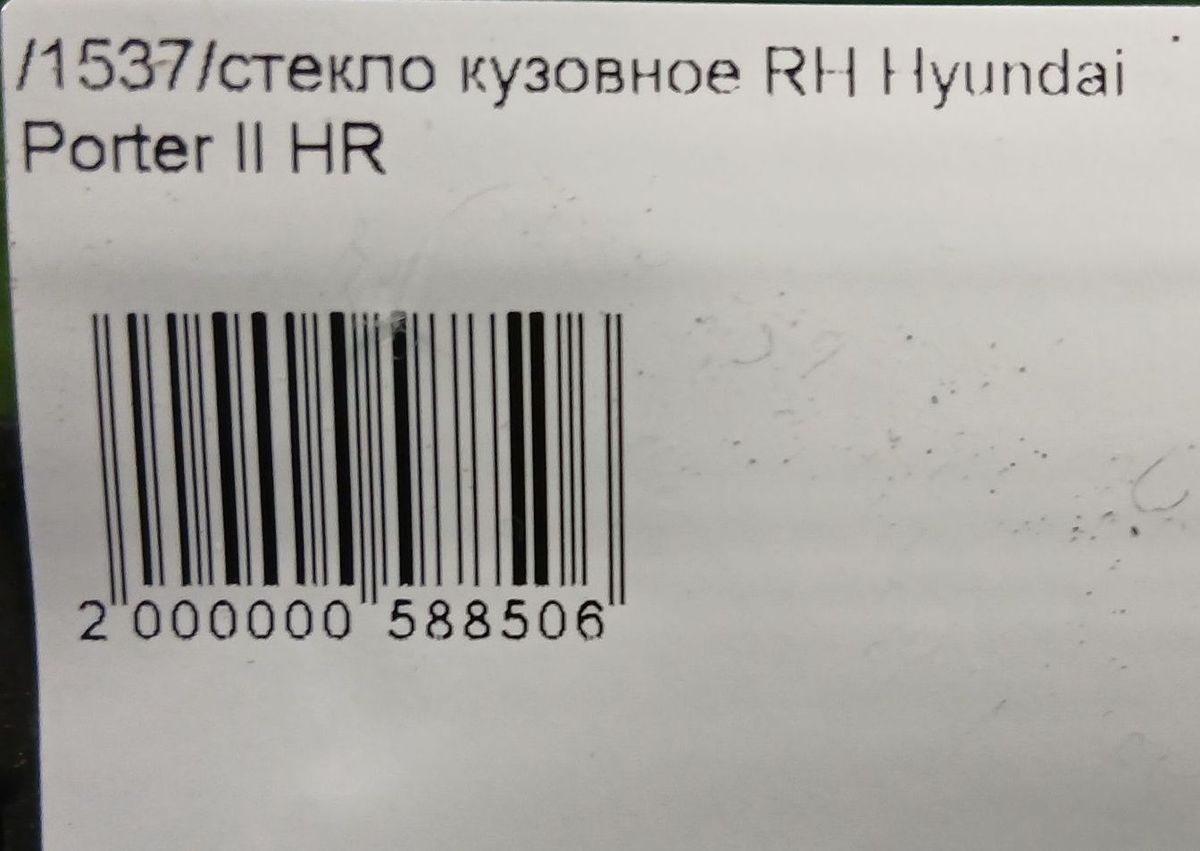 /1537/стекло кузовное RH Hyundai
Porter II HR
2 000000 588506